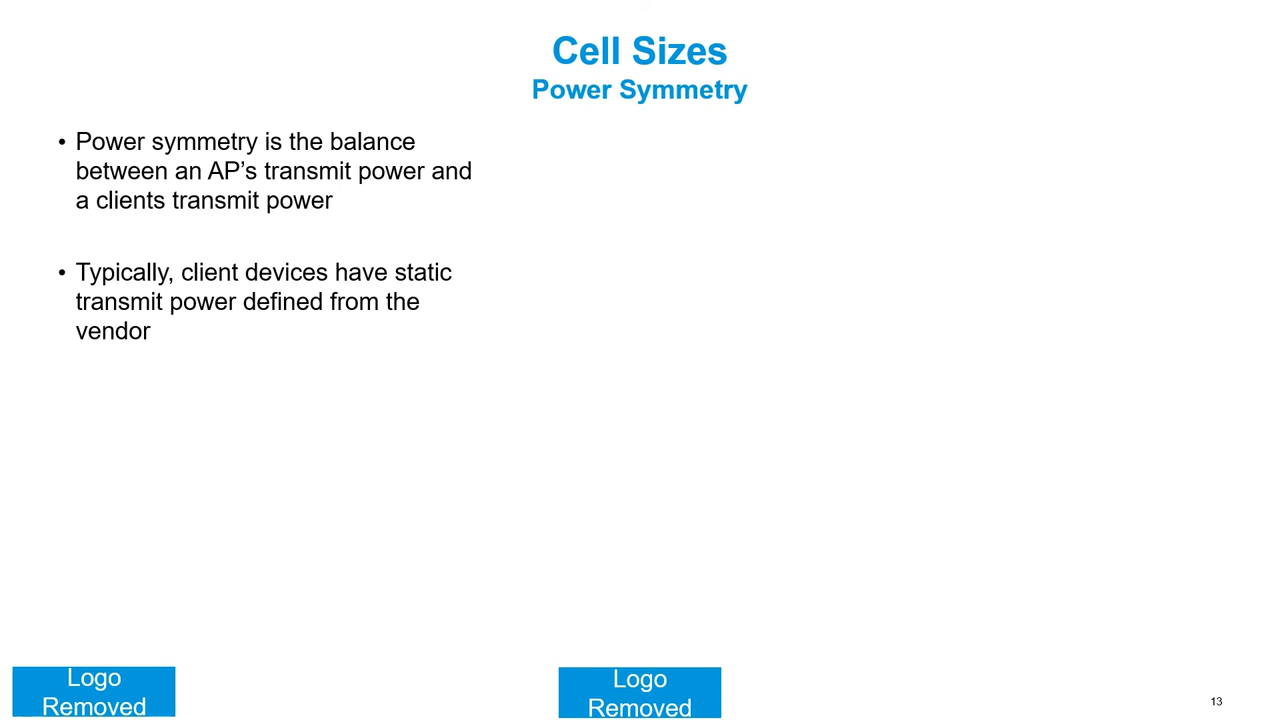 Cell Sizes
Power Symmetry
• Power symmetry is the balance
between an AP’s transmit power and
a clients transmit power
• Typically, client devices have static
transmit power defined from the
vendor
Logo
Removed
Logo
Removed
13